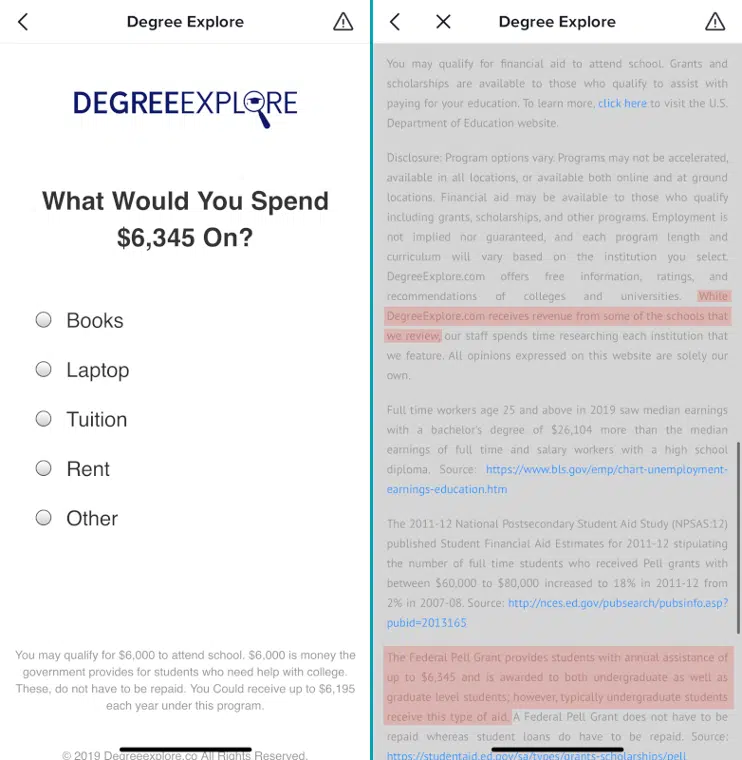 Degree Explore
DEGREEEXPLORE
What Would You Spend
$6,345 On?
Books
Laptop
Tuition
Rent
Other
You may qualify for $6,000 to attend school. $6,000 is money the
government provides for students who need help with college.
These, do not have to be repaid. You Could receive up to $6,195
each year under this program.
© 2019 Degreeexplore.co All Rights Reserved.
Degree Explore
You may qualify for financial aid to attend school. Grants and
scholarships are available to those who qualify to assist with
paying for your education. To learn more, click here to visit the U.S.
Department of Education website.
Disclosure: Program options vary. Programs may not be accelerated,
available in all locations, or available both online and at ground
locations. Financial aid may be available to those who qualify
including grants, scholarships, and other programs. Employment is
not implied nor guaranteed, and each program length and
curriculum will vary based on the institution you select.
DegreeExplore.com offers free information, ratings, and
recommendations of colleges and universities. While
DegreeExplore.com receives revenue from some of the schools that
we review, our staff spends time researching each institution that
we feature. All opinions expressed on this website are solely our
own.
Full time workers age 25 and above in 2019 saw median earnings
with a bachelor's degree of $26,104 more than the median
earnings of full time and salary workers with a high school
diploma. Source: https://www.bls.gov/emp/chart-unemployment-
earnings-education.htm
The 2011-12 National Postsecondary Student Aid Study (NPSAS:12)
published Student Financial Aid Estimates for 2011-12 stipulating
the number of full time students who received Pell grants with
between $60,000 to $80,000 increased to 18% in 2011-12 from
2% in 2007-08. Source: http://nces.ed.gov/pubsearch/pubsinfo.asp?
pubid=2013165
The Federal Pell Grant provides students with annual assistance of
up to $6,345 and is awarded to both undergraduate as well as
graduate level students; however, typically undergraduate students
receive this type of aid. A Federal Pell Grant does not have to be
repaid whereas student loans do have to be repaid. Source:
https://studentaid.ed.gov/sa/types/grants-scholarships/pell